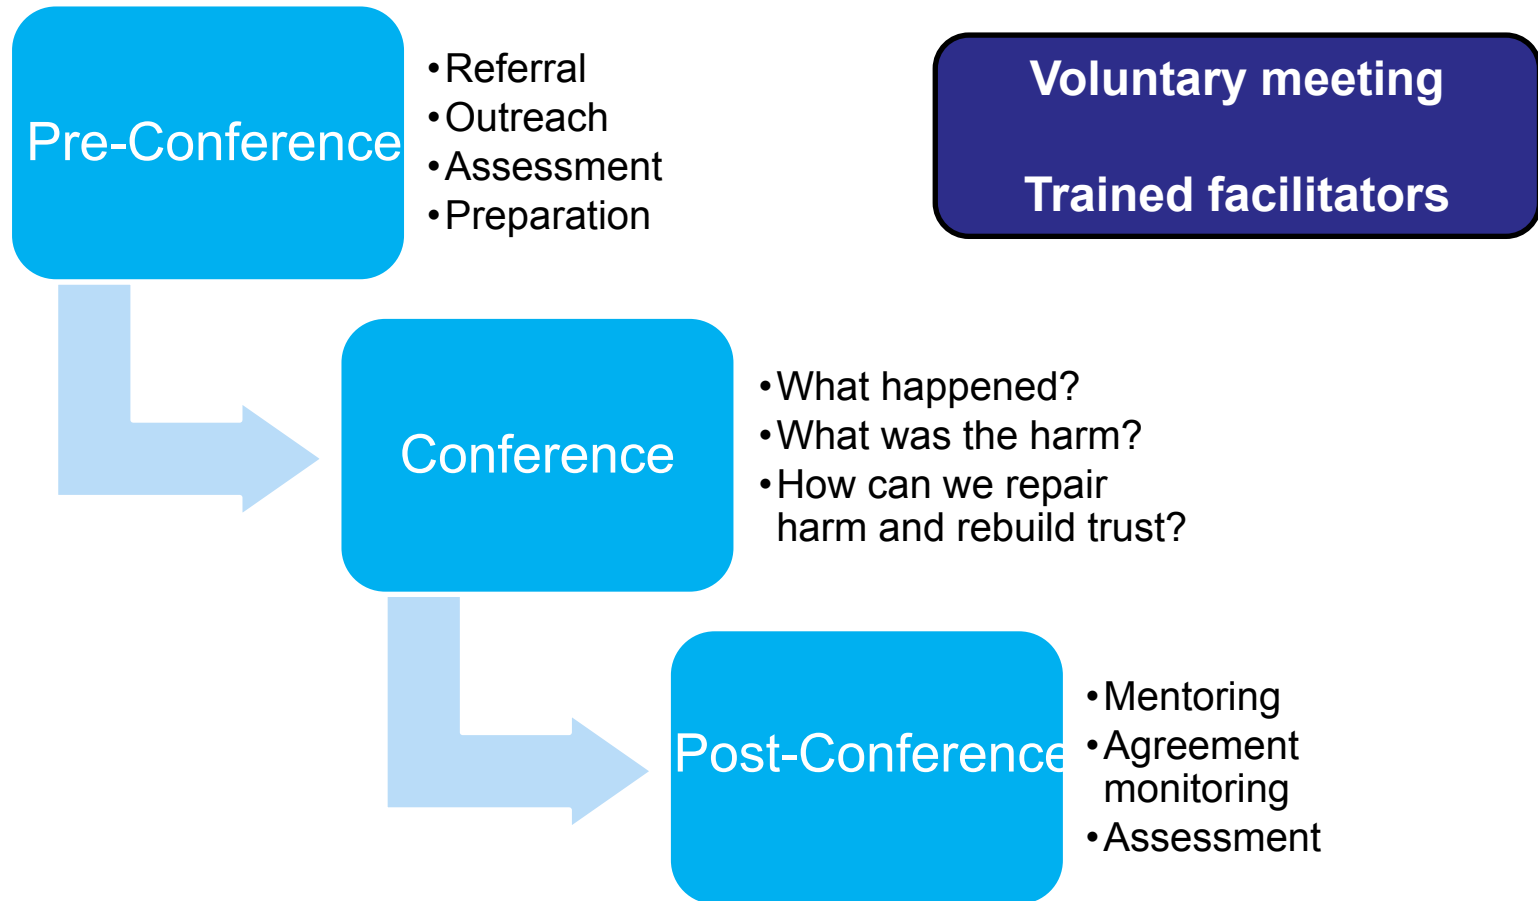 Pre-Conference
•Referral
•Outreach
•Assessment
•Preparation
Voluntary meeting
Trained facilitators
Conference
•What happened?
•What was the harm?
•How can we repair
harm and rebuild trust?
Post-Conference
•Mentoring
•Agreement
monitoring
•Assessment